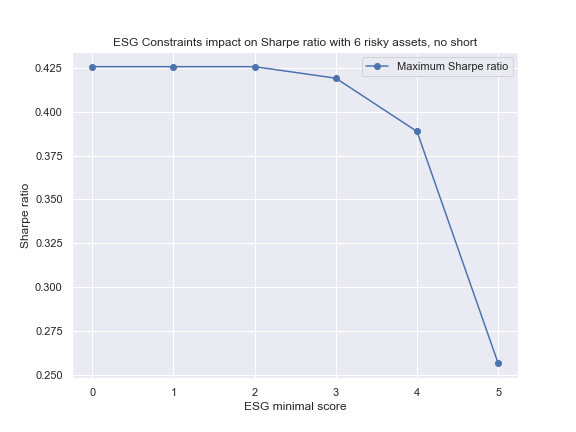 ESG Constraints impact on Sharpe ratio with 6 risky assets, no short
Maximum Sharpe ratio
Sharpe ratio
0.425
0.400
0.375
0.350
0.325
0.300
0.275
0.250
0 1 2 3 4 5
ESG minimal score